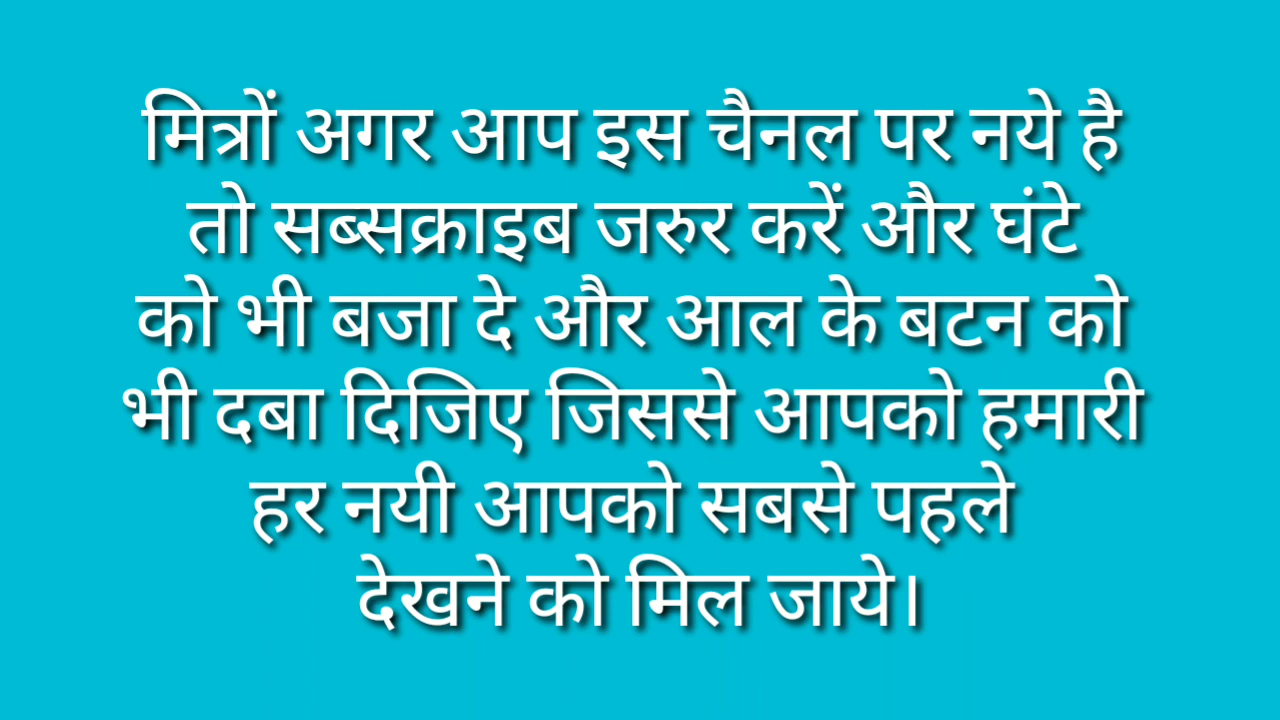 मित्रों अगर आप इस चैनल पर नये है
तो सब्सक्राइब जरुर करें और घंटे
को भी बजा दे और आल के बटन को
भी दबा दिजिए जिससे आपको हमारी
हर नयी आपको सबसे पहले
देखने को मिल जाये।